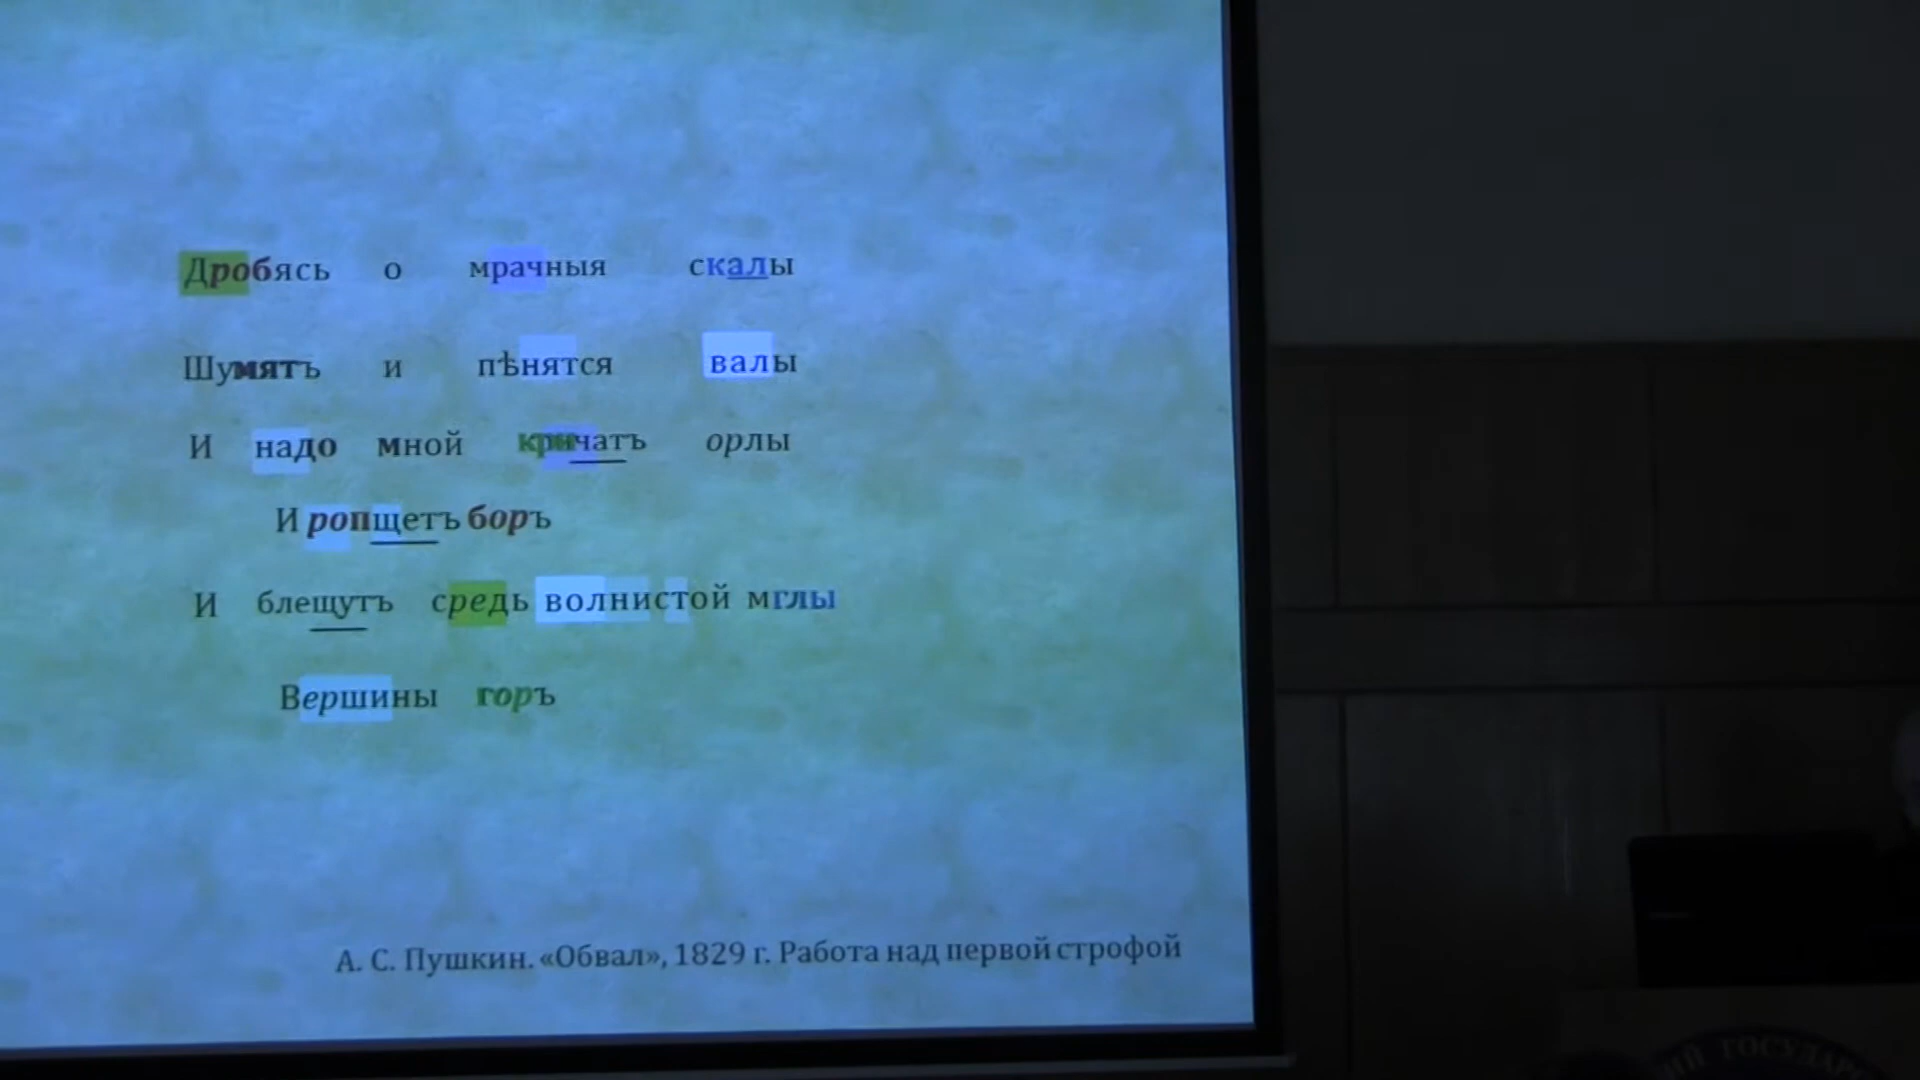 Дробясь о мрачныя скалы
Шумятъ и пѣнятся валы
И надо мной кричатъ орлы
И ропщетъ боръ
И блещутъ средь волнистой мглы
Вершины горъ
А. С. Пушкин. «Обвал», 1829 г. Работа над первой строфой